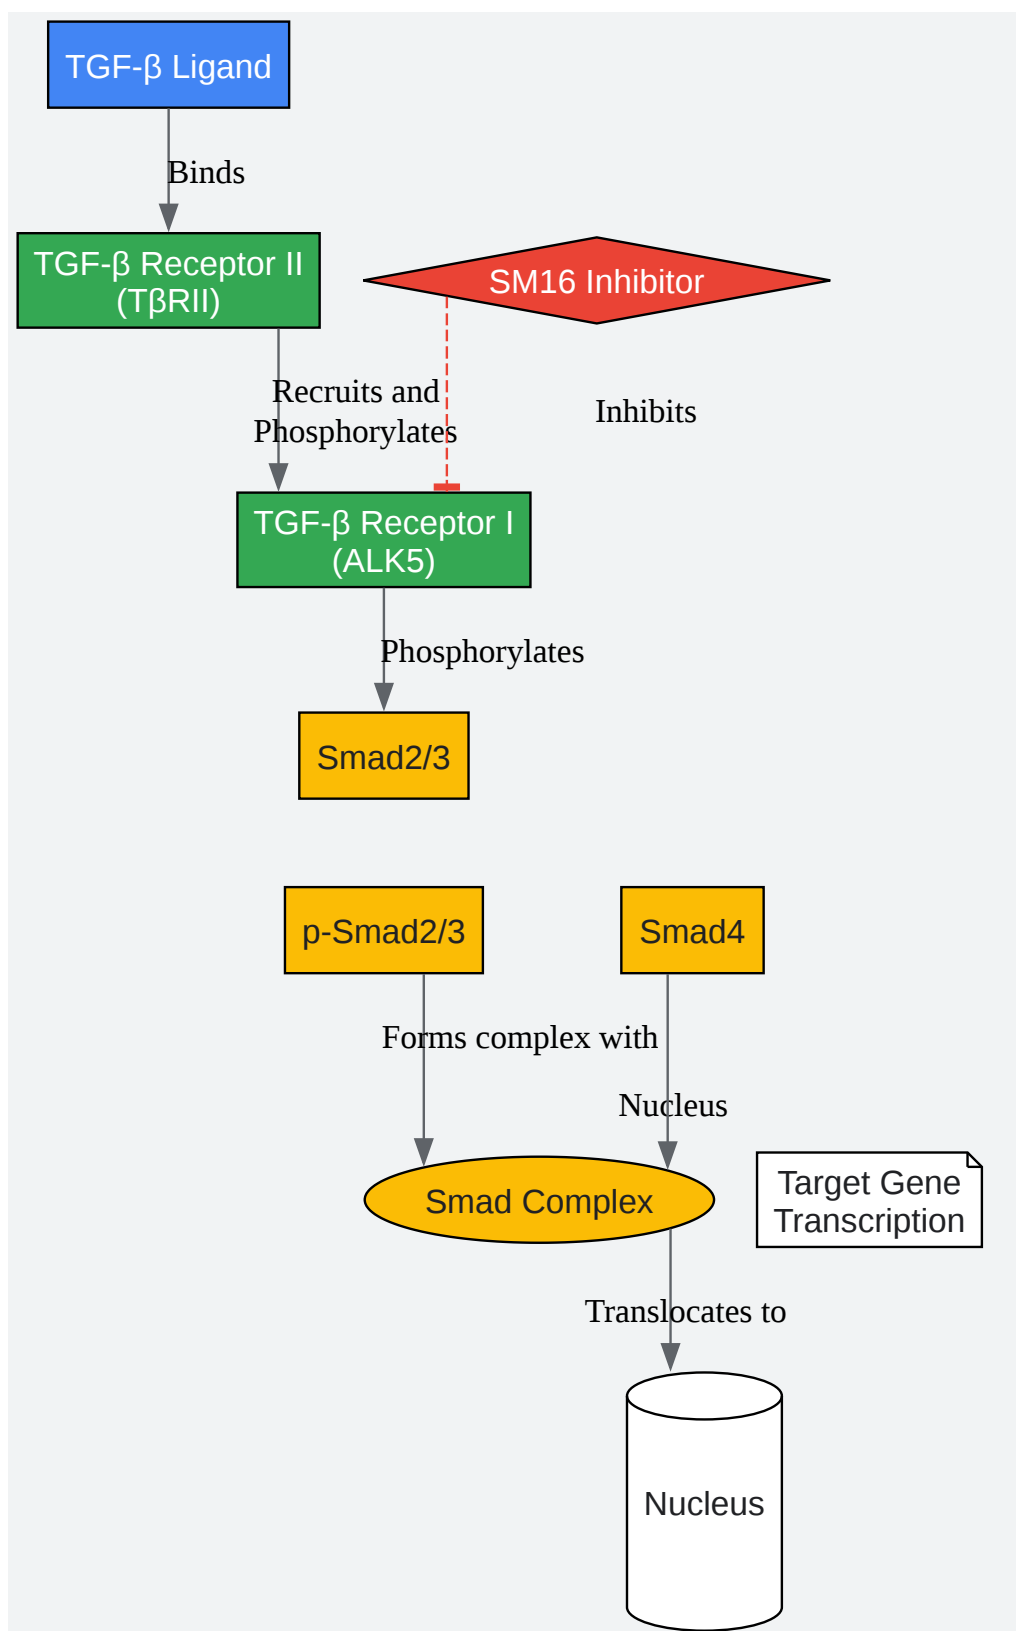 TGF-β Ligand
Binds
TGF-β Receptor II
(TβRII)
SM16 Inhibitor
Recruits and
Phosphorylates
Inhibits
TGF-β Receptor I
(ALK5)
Phosphorylates
Smad2/3
p-Smad2/3
Smad4
Forms complex with
Nucleus
Smad Complex
Target Gene
Transcription
Translocates to
Nucleus